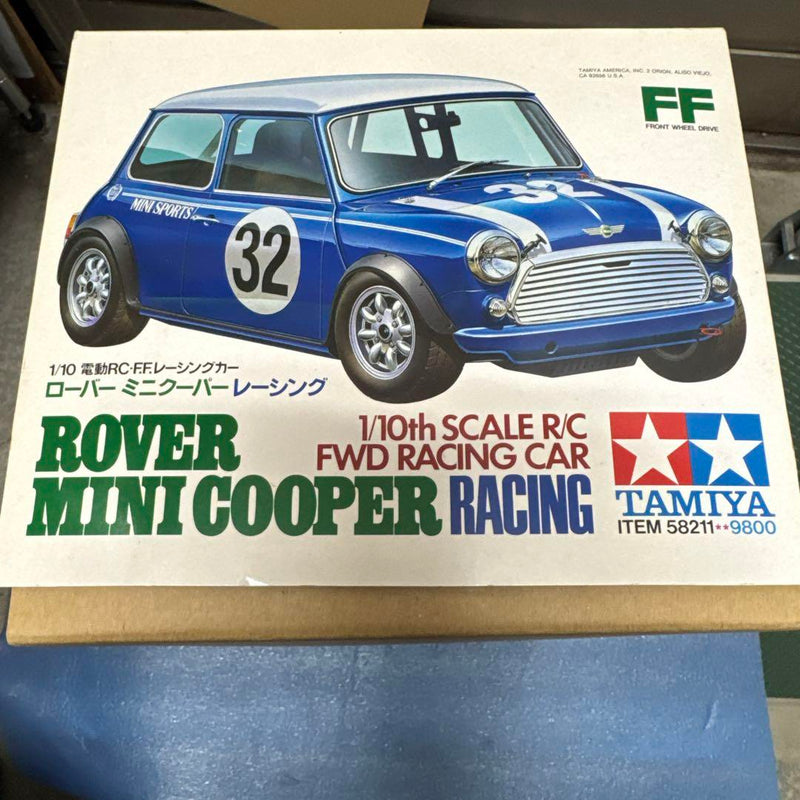 TAMIYA AMERICA, INC. 2 ORION, ALISO VIEJO,
CA 92656 U.S.A.
FF
FRONT WHEEL DRIVE
32
MINI SPORTS!
32
1/10 電動RC・F.F.レーシングカー
ローバー ミニクーパー レーシング
ROVER
MINI COOPER RACING
1/10th SCALE R/C
FWD RACING CAR
TAMIYA
ITEM 58211**9800